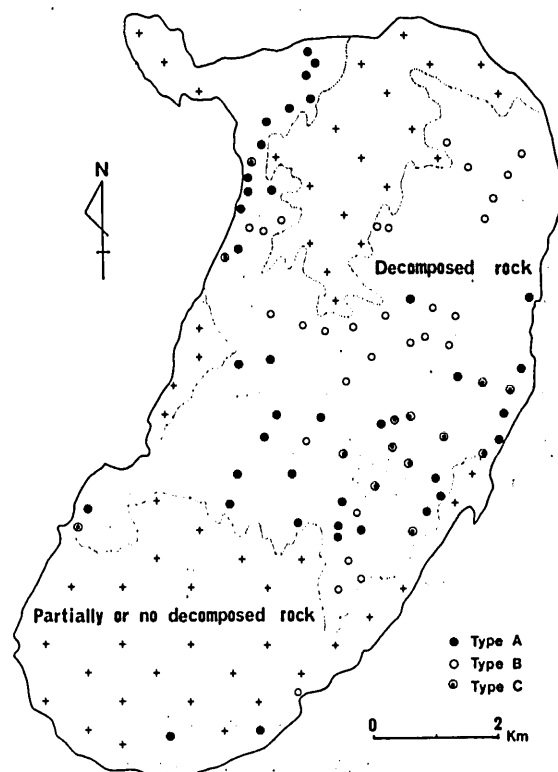 N
Decomposed rock
Partially or no decomposed rock
Type A
Type B
Type C
0 2
Km